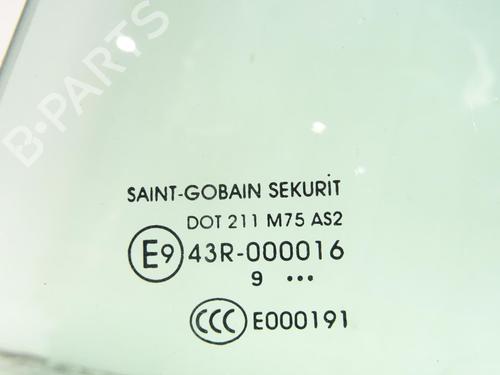 B-PARTS
SAINT-GOBAIN SEKURIT
DOT 211 M75 AS2
E9 43R-000016
9 •••
CCC E000191